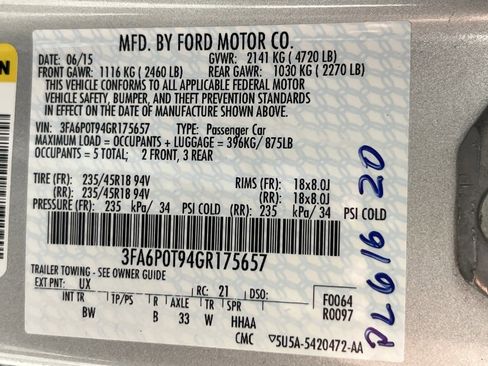 MFD. BY FORD MOTOR CO.
DATE: 06/15 GVWR: 2141 KG ( 4720 LB)
FRONT GAWR: 1116 KG ( 2460 LB) REAR GAWR: 1030 KG ( 2270 LB)
THIS VEHICLE CONFORMS TO ALL APPLICABLE FEDERAL MOTOR
VEHICLE SAFETY, BUMPER, AND THEFT PREVENTION STANDARDS
IN EFFECT ON THE DATE OF MANUFACTURE SHOWN ABOVE.
VIN: 3FA6P0T94GR175657 TYPE: Passenger Car
MAXIMUM LOAD = OCCUPANTS + LUGGAGE = 396KG/ 875LB
OCCUPANTS = 5 TOTAL; 2 FRONT, 3 REAR
TIRE (FR): 235/45R18 94V RIMS (FR): 18x8.0J
(RR): 235/45R18 94V (RR): 18x8.0J
PRESSURE (FR): 235 kPa/ 34 PSI COLD (RR): 235 kPa/ 34 PSI COLD
3FA6P0T94GR175657
TRAILER TOWING - SEE OWNER GUIDE
EXT PNT: UX RC: 21 DSO: F0064
INT TR TP/PS R AXLE TR SPR R0097
BW B 33 W HHAA
CMC 5U5A-5420472-AA
PL61620